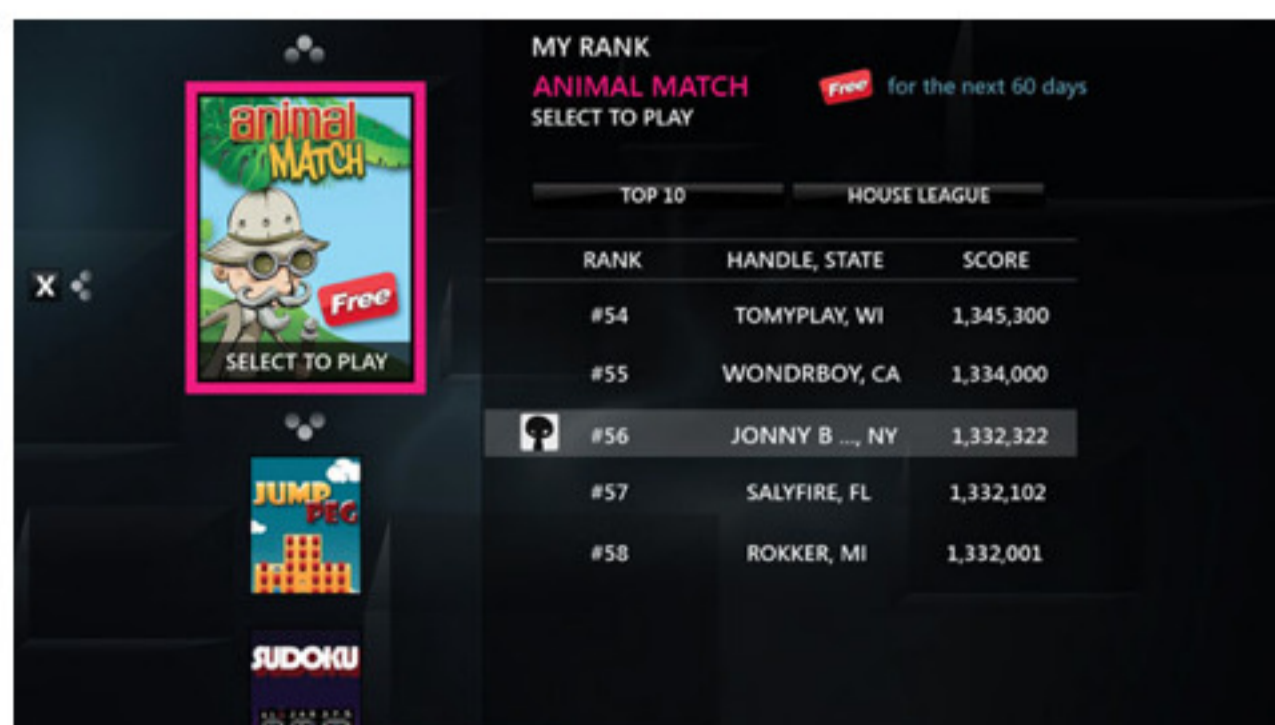 MY RANK
ANIMAL MATCH
Free for the next 60 days
SELECT TO PLAY
TOP 10 HOUSE LEAGUE
RANK HANDLE, STATE SCORE
#54 TOMYPLAY, WI 1,345,300
#55 WONDRBOY, CA 1,334,000
#56 JONNY B ..., NY 1,332,322
#57 SALYFIRE, FL 1,332,102
#58 ROKKER, MI 1,332,001
X
animal
MATCH
Free
SELECT TO PLAY
JUMP
PEG
SUDOKU